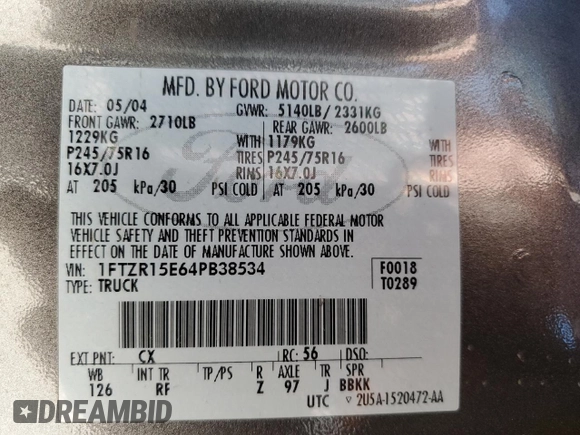 MFD. BY FORD MOTOR CO.
DATE: 05/04 GVWR: 5140LB/ 2331KG
FRONT GAWR: 2710LB REAR GAWR: 2600LB
1229KG WITH 1179KG WITH
P245/75R16 TIRES P245/75R16 TIRES
16X7.0J RIMS 16X7.0J RIMS
AT 205 kPa/30 PSI COLD AT 205 kPa/30 PSI COLD
Ford
THIS VEHICLE CONFORMS TO ALL APPLICABLE FEDERAL MOTOR
VEHICLE SAFETY AND THEFT PREVENTION STANDARDS IN
EFFECT ON THE DATE OF MANUFACTURE SHOWN ABOVE.
VIN: 1FTZR15E64PB38534 F0018
TYPE: TRUCK T0289
EXT PNT: CX RC: 56 DSO:
WB INT TR TP/PS R AXLE TR SPR
126 RF Z 97 J BBKK
UTC ▽ 2U5A-1520472-AA
DREAMBID